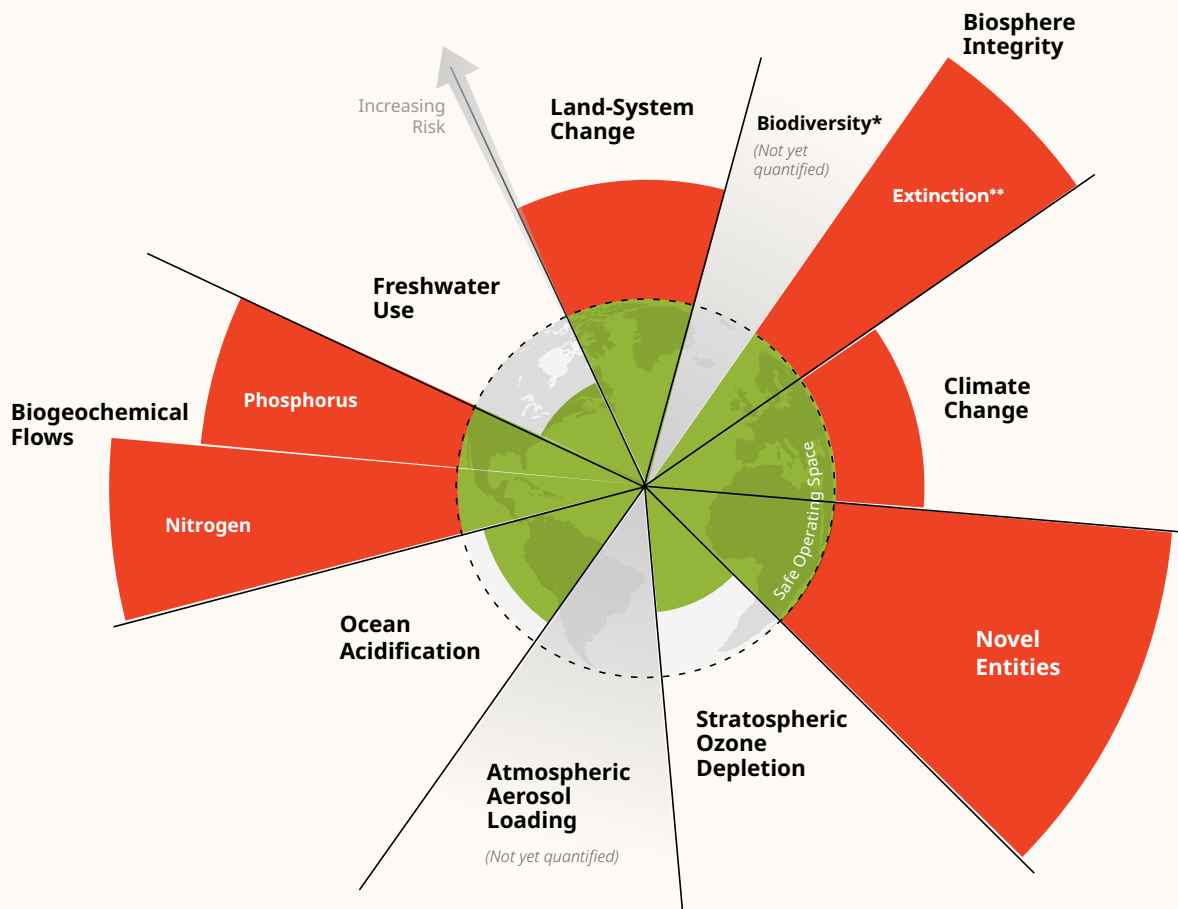 Biosphere
Integrity
Increasing
Risk
Land-System
Change
Biodiversity*
(Not yet
quantified)
Extinction**
Freshwater
Use
Climate
Change
Phosphorus
Biogeochemical
Flows
Nitrogen
Safe Operating Space
Ocean
Acidification
Novel
Entities
Stratospheric
Ozone
Depletion
Atmospheric
Aerosol
Loading
(Not yet quantified)